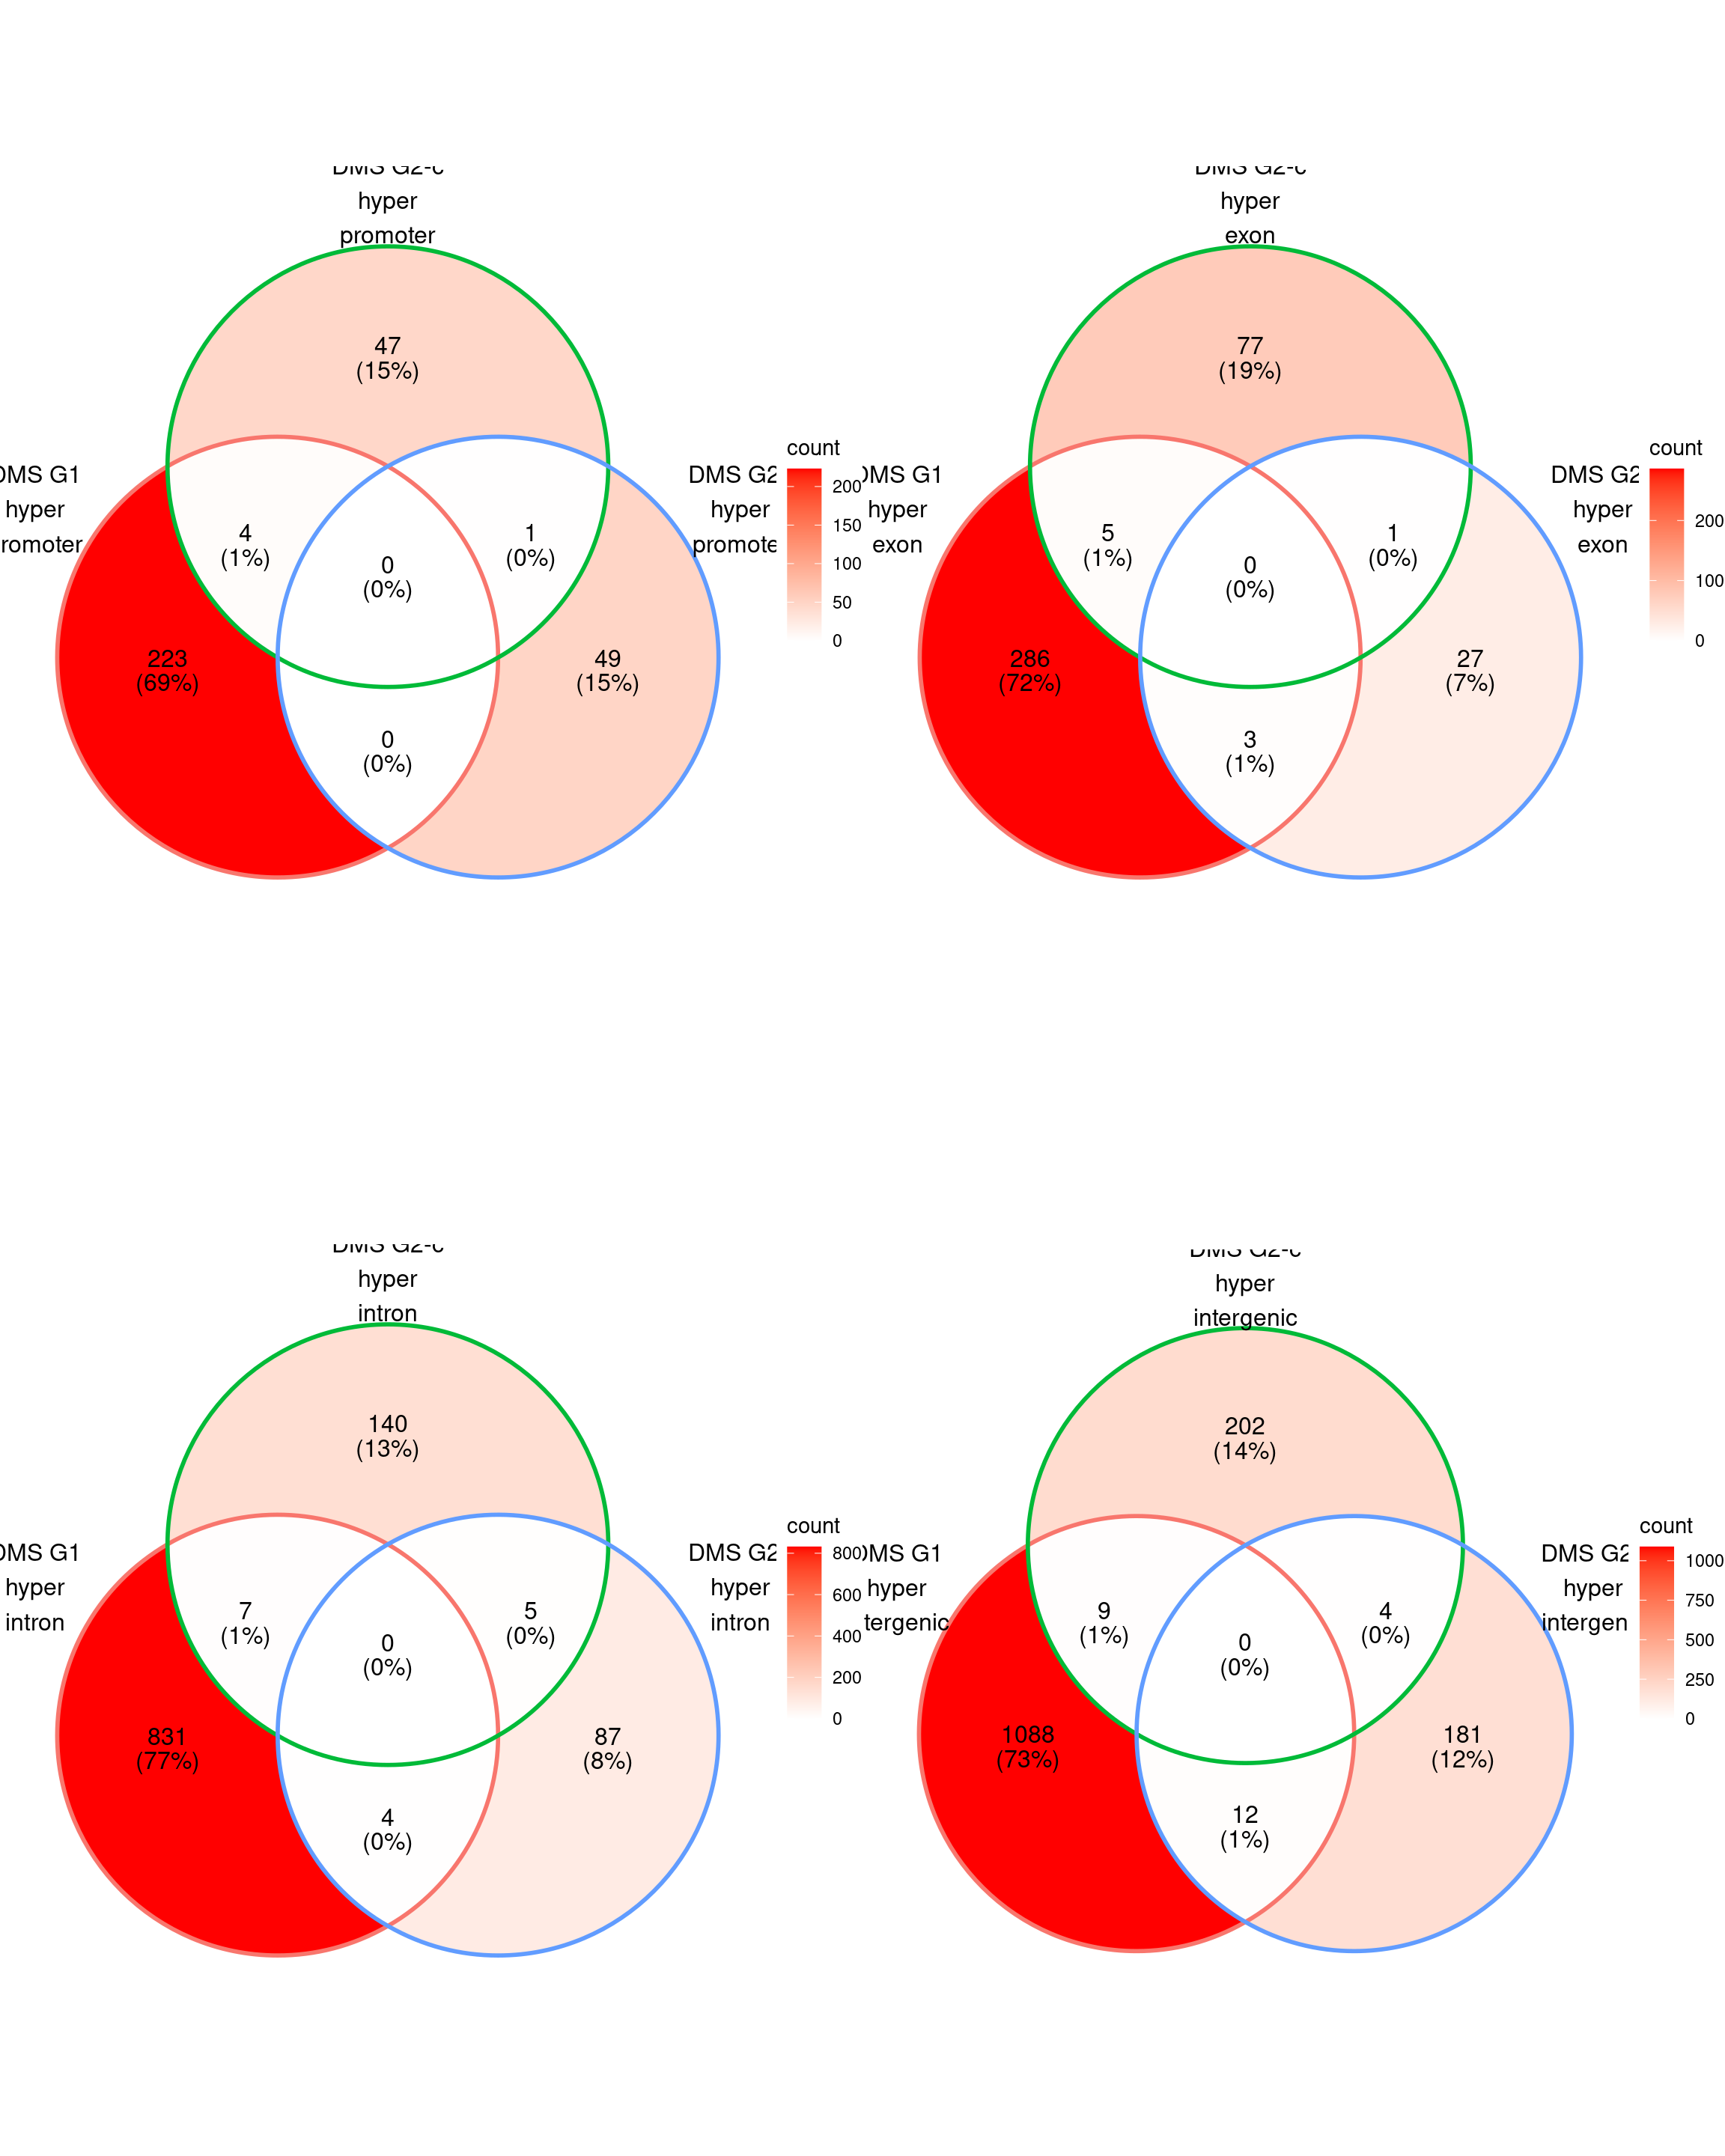 DMS G2-c
hyper
promoter
47
(15%)
DMS G1
hyper
romoter
4
(1%)
0
(0%)
1
(0%)
DMS G2
hyper
promote
223
(69%)
49
(15%)
0
(0%)
count
200
150
100
50
0
DMS G2-c
hyper
exon
77
(19%)
DMS G1
hyper
exon
5
(1%)
0
(0%)
1
(0%)
DMS G2
hyper
exon
286
(72%)
27
(7%)
3
(1%)
count
200
100
0
DMS G2-c
hyper
intron
140
(13%)
DMS G1
hyper
intron
7
(1%)
0
(0%)
5
(0%)
DMS G2
hyper
intron
831
(77%)
87
(8%)
4
(0%)
count
800
600
400
200
0
DMS G2-c
hyper
intergenic
202
(14%)
DMS G1
hyper
tergenic
9
(1%)
0
(0%)
4
(0%)
DMS G2
hyper
intergen
1088
(73%)
181
(12%)
12
(1%)
count
1000
750
500
250
0